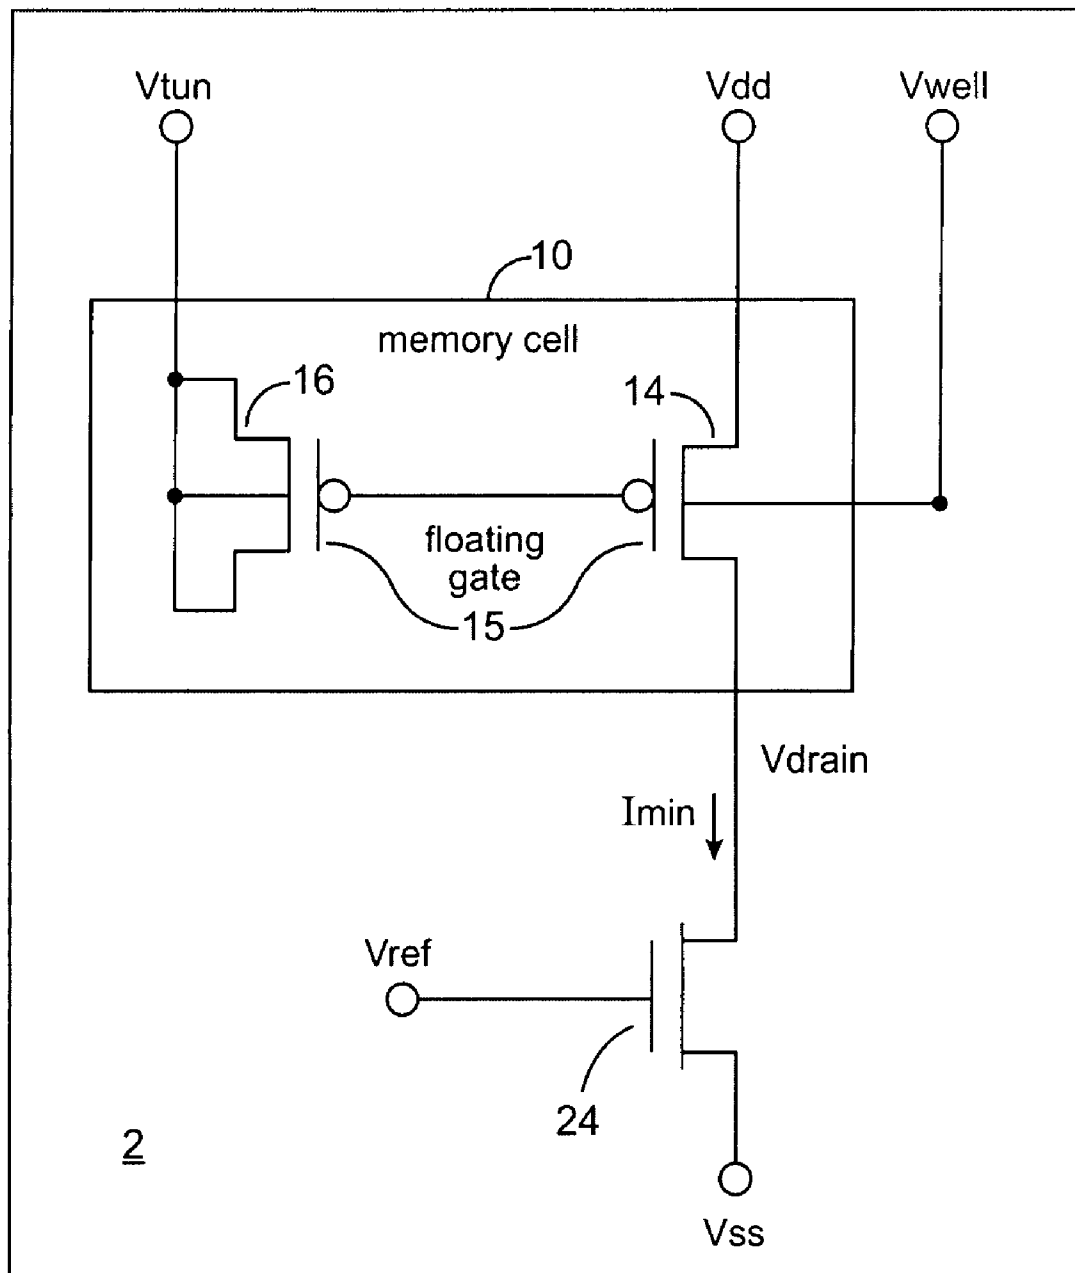 Vtun
Vdd
Vwell
10
memory cell
16
14
floating
gate
15
Vdrain
Imin
Vref
24
2
Vss